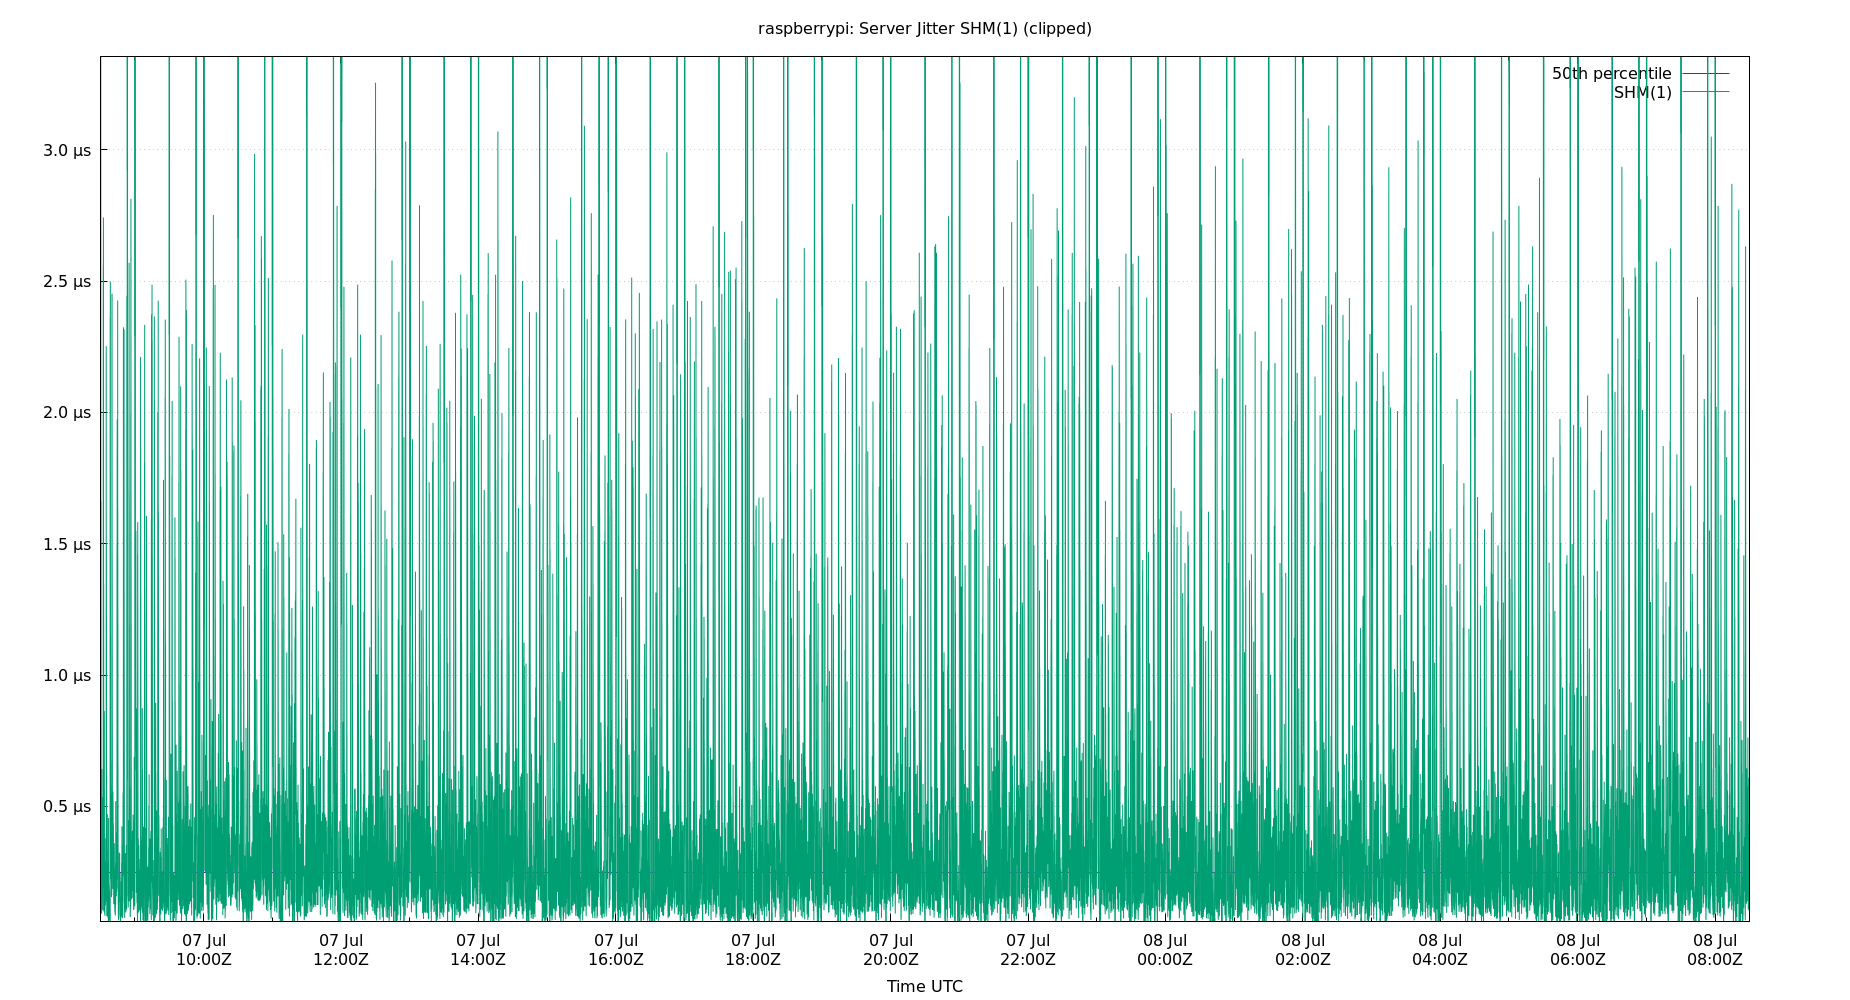 raspberrypi: Server Jitter SHM(1) (clipped)
50th percentile
SHM(1)
3.0 µs
2.5 µs
2.0 µs
1.5 µs
1.0 µs
0.5 µs
07 Jul 07 Jul 07 Jul 07 Jul 07 Jul 07 Jul 07 Jul 08 Jul 08 Jul 08 Jul 08 Jul 08 Jul
10:00Z 12:00Z 14:00Z 16:00Z 18:00Z 20:00Z 22:00Z 00:00Z 02:00Z 04:00Z 06:00Z 08:00Z
Time UTC